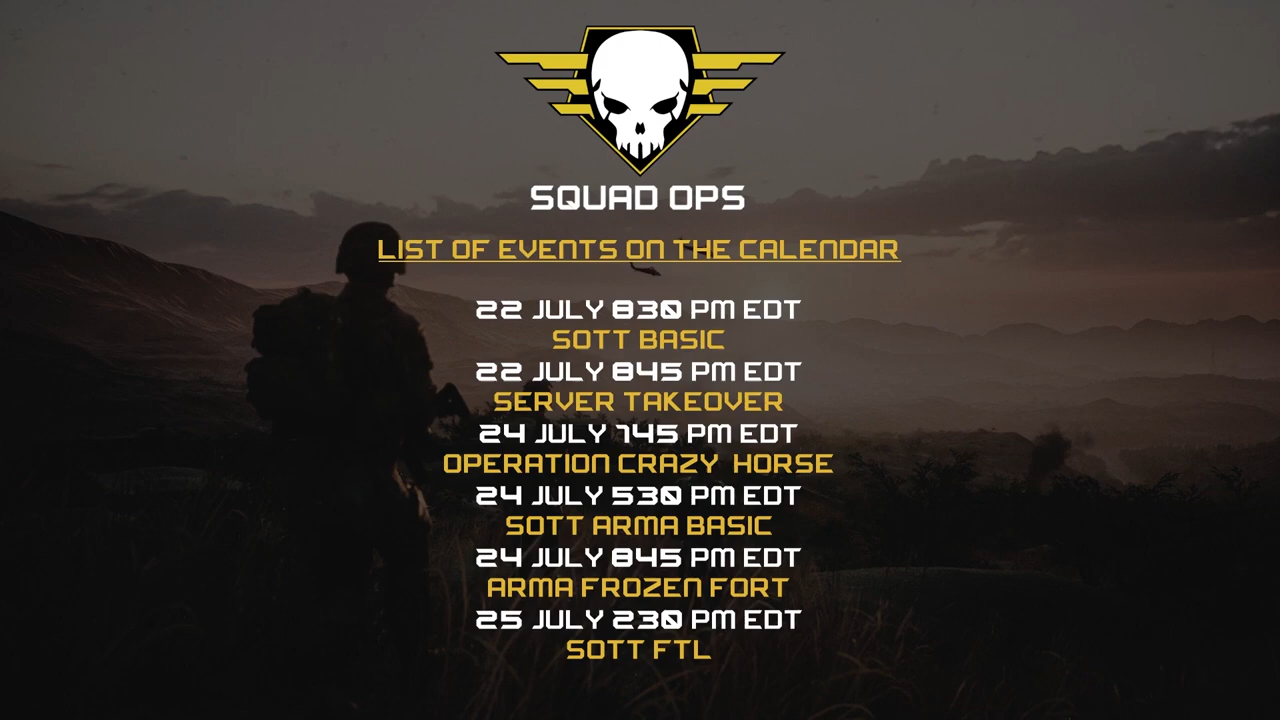 SQUAD OPS
LIST OF EVENTS ON THE CALENDAR
22 JULY 830 PM EDT
SOTT BASIC
22 JULY 845 PM EDT
SERVER TAKEOVER
24 JULY 145 PM EDT
OPERATION CRAZY HORSE
24 JULY 530 PM EDT
SOTT ARMA BASIC
24 JULY 845 PM EDT
ARMA FROZEN FORT
25 JULY 230 PM EDT
SOTT FTL